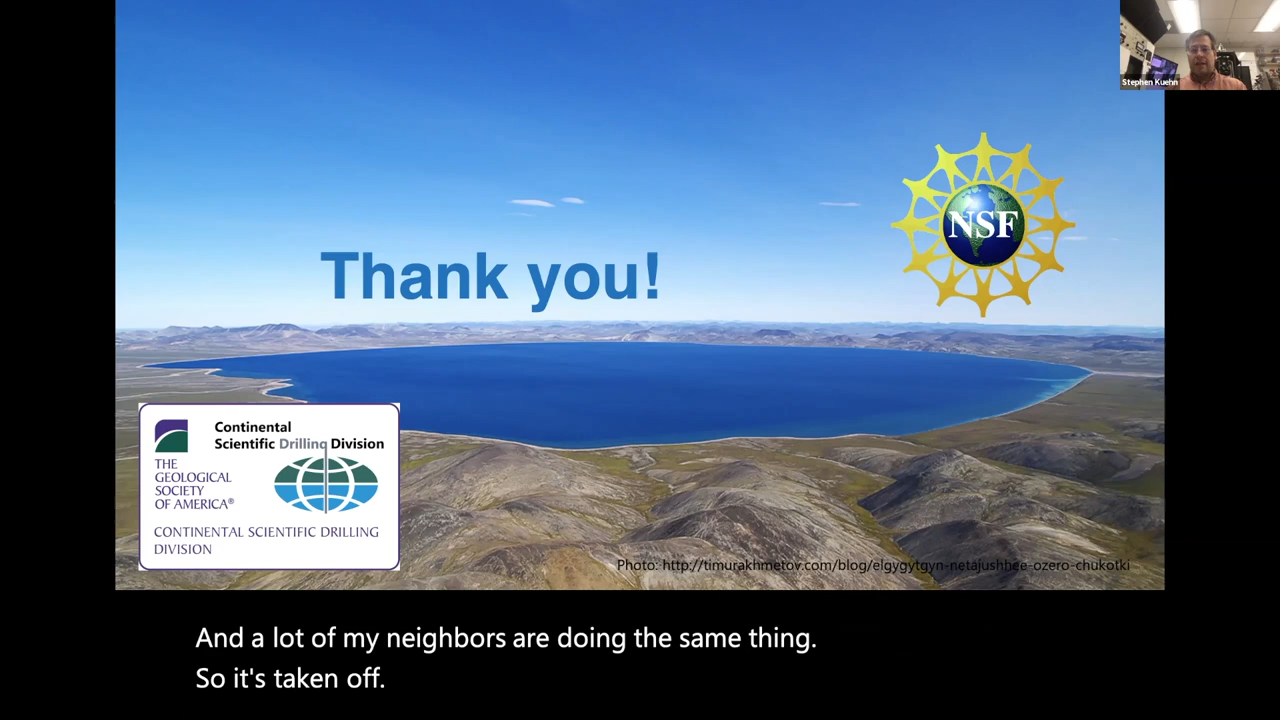 Stephen Kuehn
NSF
Thank you!
Continental
Scientific Drilling Division
THE
GEOLOGICAL
SOCIETY
OF AMERICA®
CONTINENTAL SCIENTIFIC DRILLING
DIVISION
Photo: http://timurakhmetov.com/blog/elgygytgyn-netajushhee-ozero-chukotki
And a lot of my neighbors are doing the same thing.
So it's taken off.